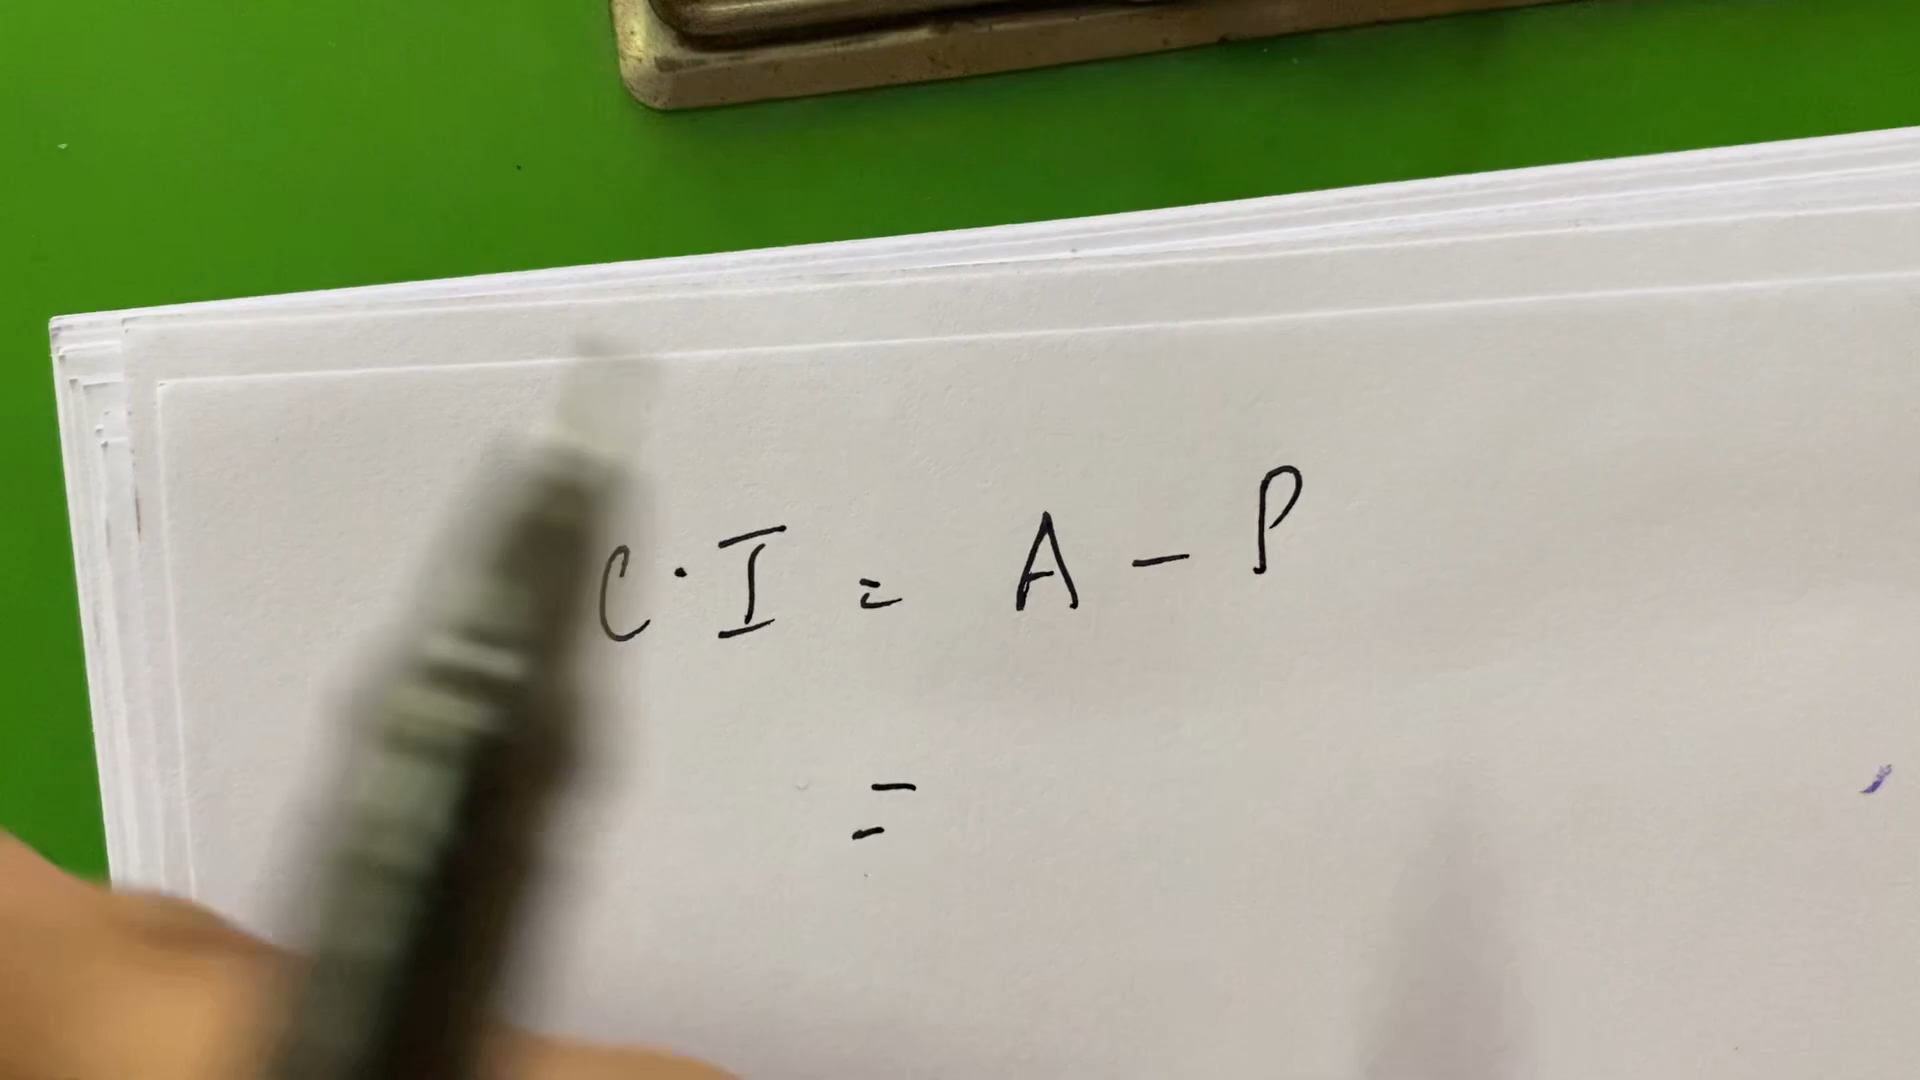 C·I = A - P
=